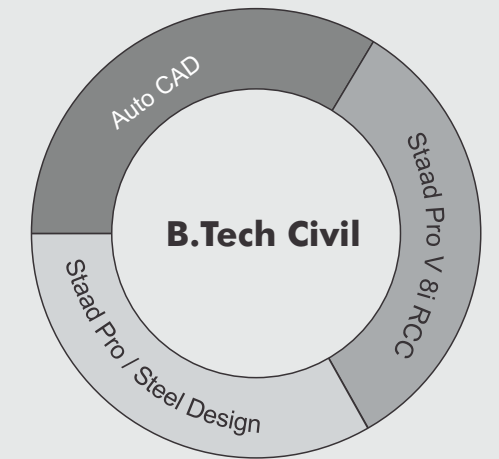 Auto CAD
Staad Pro V 8i RCC
B.Tech Civil
Staad Pro / Steel Design